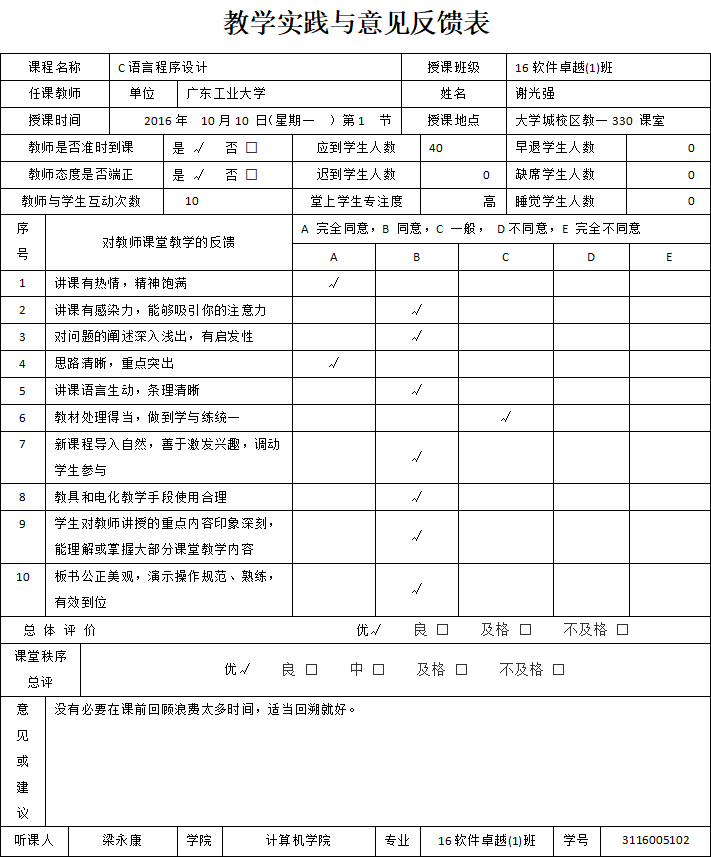 教学实践与意见反馈表
课程名称 C 语言程序设计 授课班级 16 软件卓越(1)班
任课教师 单位 广东工业大学 姓名 谢光强
授课时间 2016 年 10 月 10 日(星期一 ) 第 1 节 授课地点 大学城校区教一 330 课室
教师是否准时到课 是 √ 否 □ 应到学生人数 40 早退学生人数 0
教师态度是否端正 是 √ 否 □ 迟到学生人数 0 缺席学生人数 0
教师与学生互动次数 10 堂上学生专注度 高 睡觉学生人数 0
序号 对教师课堂教学的反馈 A 完全同意，B 同意，C 一般， D 不同意，E 完全不同意
A B C D E
1 讲课有热情，精神饱满 √
2 讲课有感染力，能够吸引你的注意力 √
3 对问题的阐述深入浅出，有启发性 √
4 思路清晰，重点突出 √
5 讲课语言生动，条理清晰 √
6 教材处理得当，做到学与练统一 √
7 新课程导入自然，善于激发兴趣，调动
学生参与 √
8 教具和电化教学手段使用合理 √
9 学生对教师讲授的重点内容印象深刻，
能理解或掌握大部分课堂教学内容 √
10 板书公正美观，演示操作规范、熟练，
有效到位 √
总 体 评 价 优√ 良 □ 及格 □ 不及格 □
课堂秩序
总评 优√ 良 □ 中 □ 及格 □ 不及格 □
意见或建议 没有必要在课前回顾浪费太多时间，适当回溯就好。
听课人 梁永康 学院 计算机学院 专业 16 软件卓越(1)班 学号 3116005102